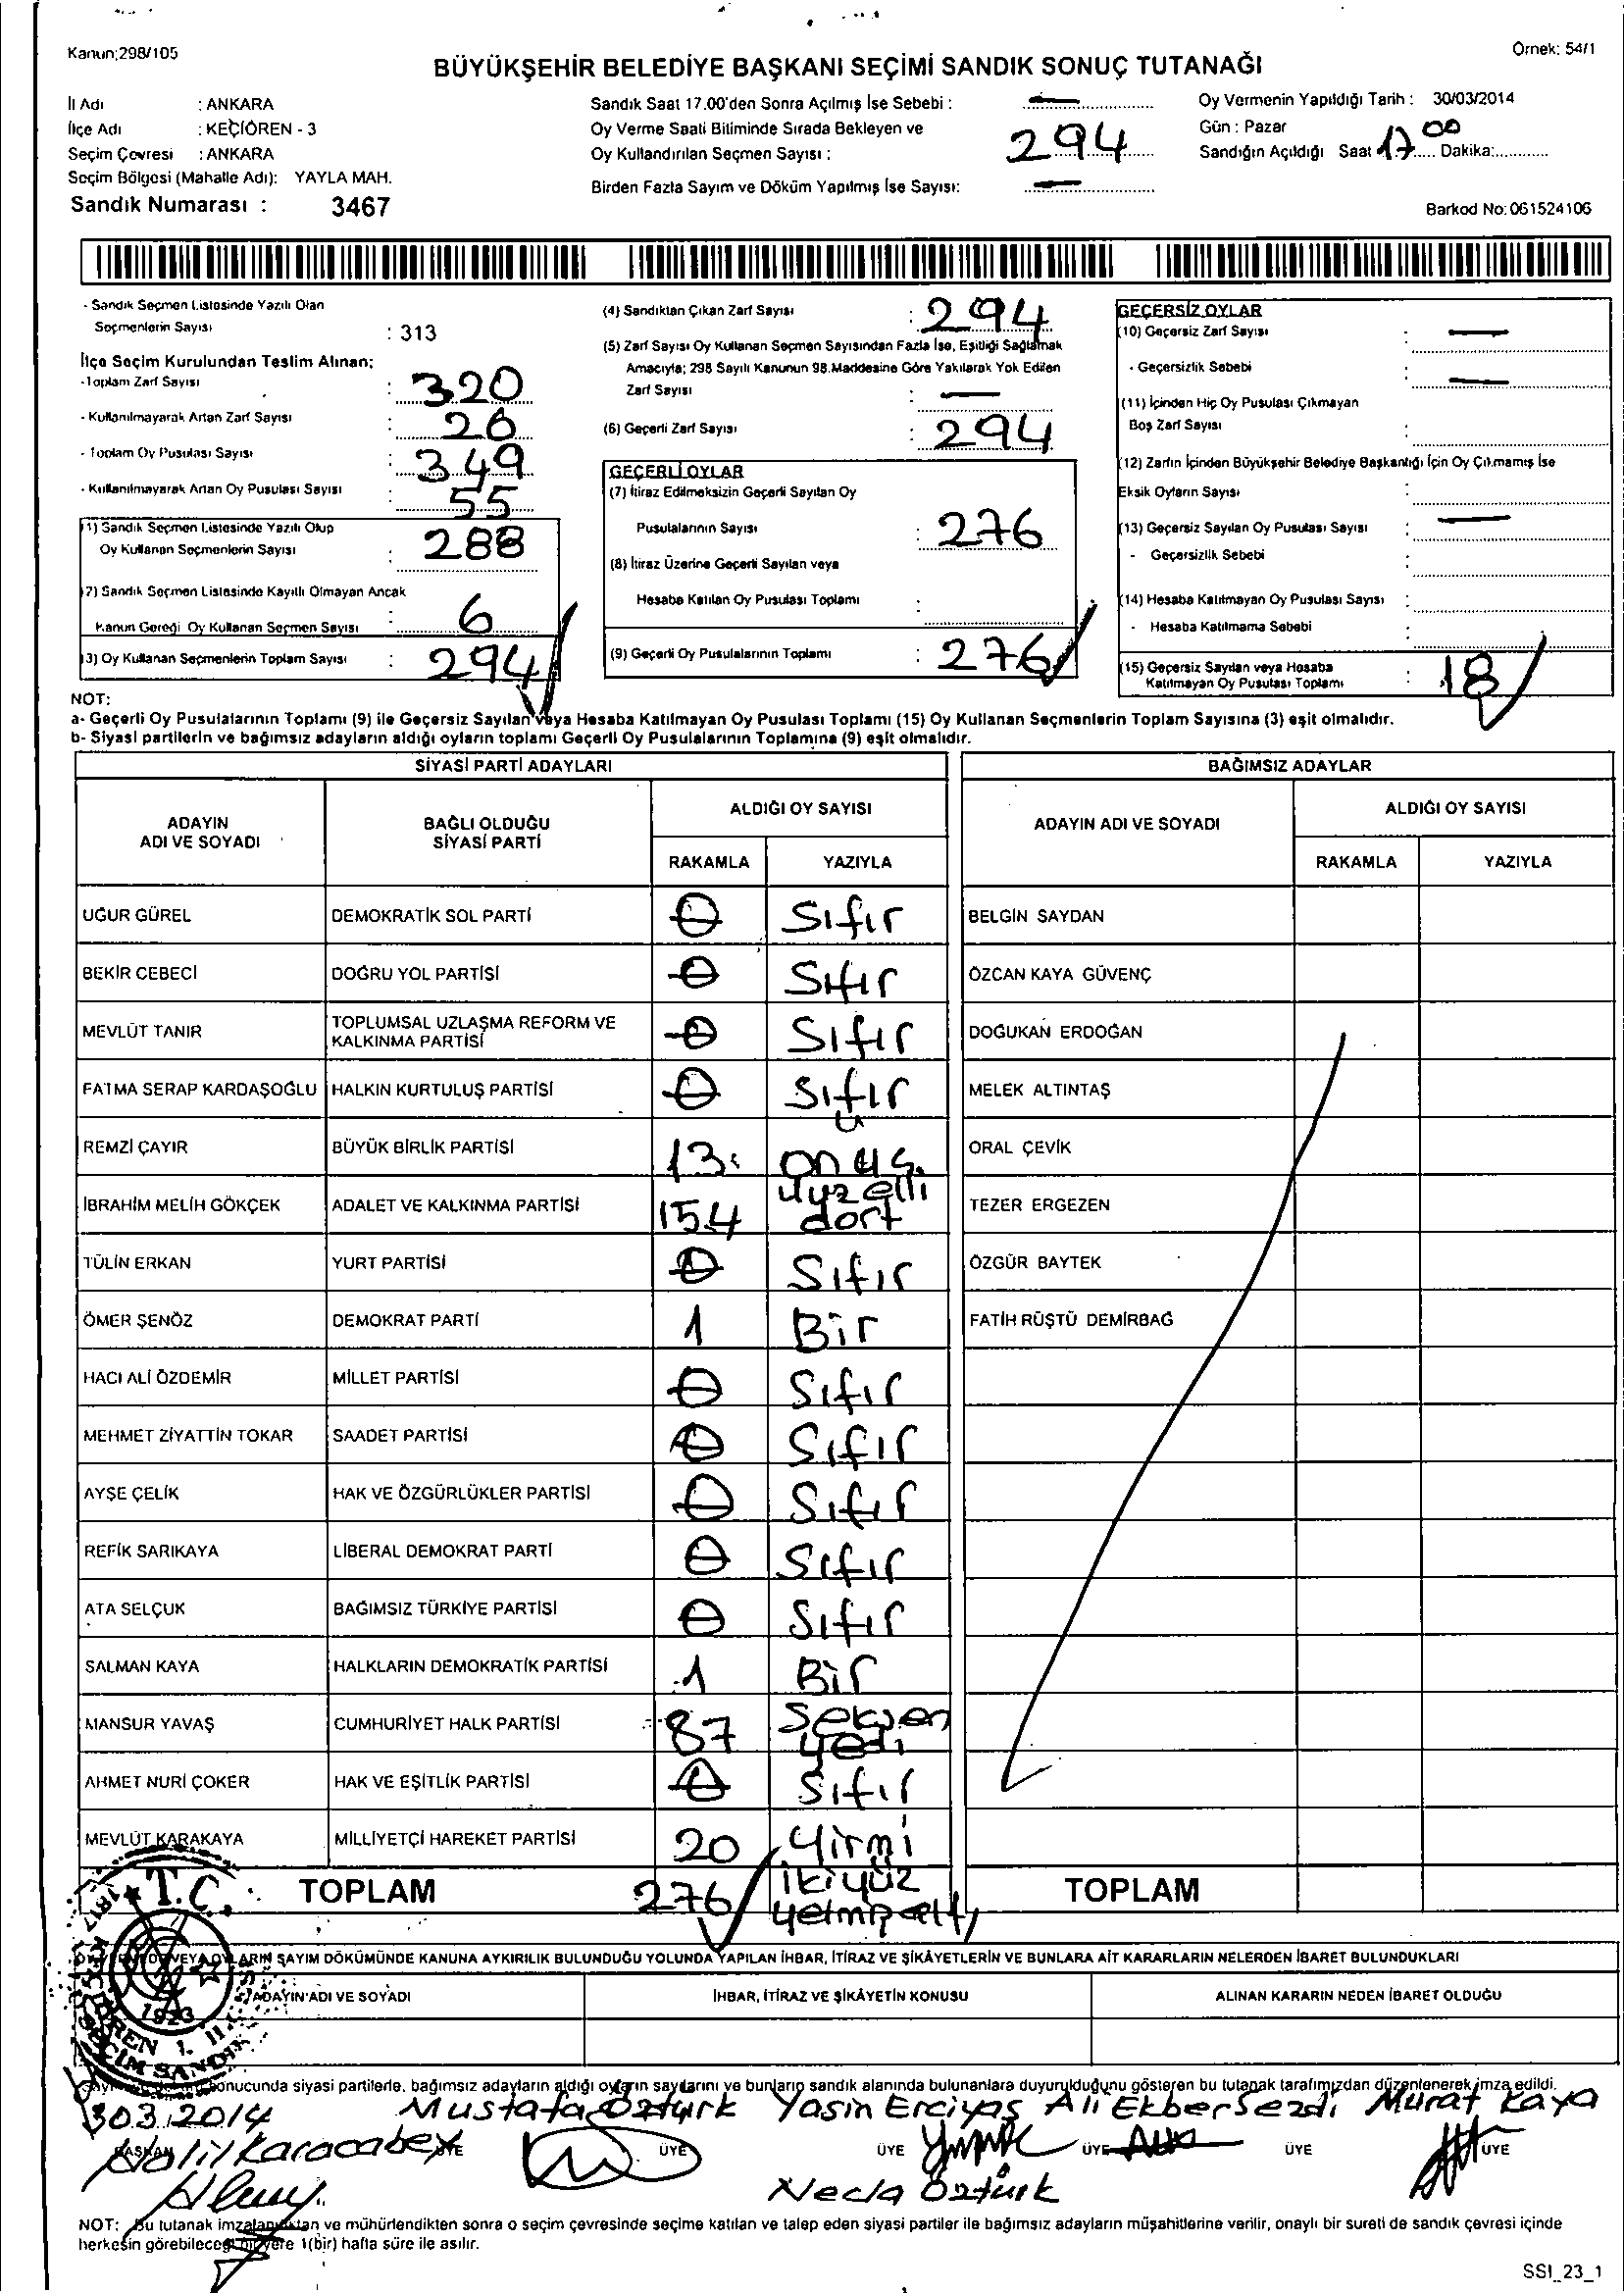 Kanun;298/105
Örnek: 54/1
BÜYÜKŞEHİR BELEDİYE BAŞKANI SEÇİMİ SANDIK SONUÇ TUTANAĞI
İl Adı : ANKARA
İlçe Adı : KEÇİÖREN - 3
Seçim Çevresi : ANKARA
Seçim Bölgesi (Mahalle Adı): YAYLA MAH.
Sandık Numarası : 3467
Sandık Saat 17.00'den Sonra Açılmış İse Sebebi : —
Oy Verme Saati Bitiminde Sırada Bekleyen ve
Oy Kullandırılan Seçmen Sayısı : 294
Birden Fazla Sayım ve Döküm Yapılmış İse Sayısı: —
Oy Vermenin Yapıldığı Tarih : 30/03/2014
Gün : Pazar
Sandığın Açıldığı Saat 17 00 Dakika:
Barkod No: 061524106
- Sandık Seçmen Listesinde Yazılı Olan
Seçmenlerin Sayısı : 313
İlçe Seçim Kurulundan Teslim Alınan;
-Toplam Zarf Sayısı : 320
- Kullanılmayarak Artan Zarf Sayısı : 26
- Toplam Oy Pusulası Sayısı : 349
- Kullanılmayarak Artan Oy Pusulası Sayısı : 55
(1) Sandık Seçmen Listesinde Yazılı Olup
Oy Kullanan Seçmenlerin Sayısı : 288
(2) Sandık Seçmen Listesinde Kayıtlı Olmayan Ancak
Kanun Gereği Oy Kullanan Seçmen Sayısı : 6
(3) Oy Kullanan Seçmenlerin Toplam Sayısı : 294
(4) Sandıktan Çıkan Zarf Sayısı : 294
(5) Zarf Sayısı Oy Kullanan Seçmen Sayısından Fazla İse, Eşitliği Sağlamak
Amacıyla; 298 Sayılı Kanunun 98.Maddesine Göre Yakılarak Yok Edilen
Zarf Sayısı : —
(6) Geçerli Zarf Sayısı : 294
GEÇERLİ OYLAR
(7) İtiraz Edilmeksizin Geçerli Sayılan Oy
Pusulalarının Sayısı : 276
(8) İtiraz Üzerine Geçerli Sayılan veya
Hesaba Katılan Oy Pusulası Toplamı :
(9) Geçerli Oy Pusulalarının Toplamı : 276
GEÇERSİZ OYLAR
(10) Geçersiz Zarf Sayısı : —
- Geçersizlik Sebebi : —
(11) İçinden Hiç Oy Pusulası Çıkmayan
Boş Zarf Sayısı :
(12) Zarfın İçinden Büyükşehir Belediye Başkanlığı İçin Oy Çıkmamış İse
Eksik Oyların Sayısı :
(13) Geçersiz Sayılan Oy Pusulası Sayısı : —
- Geçersizlik Sebebi
(14) Hesaba Katılmayan Oy Pusulası Sayısı :
- Hesaba Katılmama Sebebi
(15) Geçersiz Sayılan veya Hesaba
Katılmayan Oy Pusulası Toplamı : 18
NOT:
a- Geçerli Oy Pusulalarının Toplamı (9) ile Geçersiz Sayılan veya Hesaba Katılmayan Oy Pusulası Toplamı (15) Oy Kullanan Seçmenlerin Toplam Sayısına (3) eşit olmalıdır.
b- Siyasi partilerin ve bağımsız adayların aldığı oyların toplamı Geçerli Oy Pusulalarının Toplamına (9) eşit olmalıdır.
SİYASİ PARTİ ADAYLARI
ADAYIN ADI VE SOYADI
BAĞLI OLDUĞU SİYASİ PARTİ
ALDIĞI OY SAYISI
RAKAMLA YAZIYLA
UĞUR GÜREL DEMOKRATİK SOL PARTİ 0 Sıfır
BEKİR CEBECİ DOĞRU YOL PARTİSİ 0 Sıfır
MEVLÜT TANIR TOPLUMSAL UZLAŞMA REFORM VE KALKINMA PARTİSİ 0 Sıfır
FATMA SERAP KARDAŞOĞLU HALKIN KURTULUŞ PARTİSİ 0 Sıfır
REMZİ ÇAYIR BÜYÜK BİRLİK PARTİSİ 13 on üç
İBRAHİM MELİH GÖKÇEK ADALET VE KALKINMA PARTİSİ 154 yüzelli dört
TÜLİN ERKAN YURT PARTİSİ 0 Sıfır
ÖMER ŞENÖZ DEMOKRAT PARTİ 1 Bir
HACI ALİ ÖZDEMİR MİLLET PARTİSİ 0 Sıfır
MEHMET ZİYATTİN TOKAR SAADET PARTİSİ 0 Sıfır
AYŞE ÇELİK HAK VE ÖZGÜRLÜKLER PARTİSİ 0 Sıfır
REFİK SARIKAYA LİBERAL DEMOKRAT PARTİ 0 Sıfır
ATA SELÇUK BAĞIMSIZ TÜRKİYE PARTİSİ 0 Sıfır
SALMAN KAYA HALKLARIN DEMOKRATİK PARTİSİ 1 Bir
MANSUR YAVAŞ CUMHURİYET HALK PARTİSİ 87 Seksen yedi
AHMET NURİ ÇOKER HAK VE EŞİTLİK PARTİSİ 0 Sıfır
MEVLÜT KARAKAYA MİLLİYETÇİ HAREKET PARTİSİ 20 Yirmi
TOPLAM 276 ikiyüz yetmiş altı
BAĞIMSIZ ADAYLAR
ADAYIN ADI VE SOYADI
ALDIĞI OY SAYISI
RAKAMLA YAZIYLA
BELGİN SAYDAN
ÖZCAN KAYA GÜVENÇ
DOĞUKAN ERDOĞAN
MELEK ALTINTAŞ
ORAL ÇEVİK
TEZER ERGEZEN
ÖZGÜR BAYTEK
FATİH RÜŞTÜ DEMİRBAĞ
TOPLAM
SAYIM DÖKÜMÜNDE KANUNA AYKIRILIK BULUNDUĞU YOLUNDA YAPILAN İHBAR, İTİRAZ VE ŞİKÂYETLERİN VE BUNLARA AİT KARARLARIN NELERDEN İBARET BULUNDUKLARI
ADAYIN ADI VE SOYADI
İHBAR, İTİRAZ VE ŞİKÂYETİN KONUSU
ALINAN KARARIN NEDEN İBARET OLDUĞU
T.C.
1923
sonucunda siyasi partilerle, bağımsız adayların aldığı oyların sayılarını ve bunların sandık alanında bulunanlara duyurulduğunu gösteren bu tutanak tarafımızdan düzenlenerek imza edildi.
30.3.2014 Mustafa Öztürk Yasin Erciyas Ali Ekber Sezdi Murat Kaya
Halil Karacabey
BAŞKAN ÜYE ÜYE ÜYE ÜYE ÜYE ÜYE
Necla Öztürk
NOT: Bu tutanak imzalandıktan ve mühürlendikten sonra o seçim çevresinde seçime katılan ve talep eden siyasi partiler ile bağımsız adayların müşahitlerine verilir, onaylı bir sureti de sandık çevresi içinde
herkesin görebileceği bir yere 1(bir) hafta süre ile asılır.
SSI_23_1